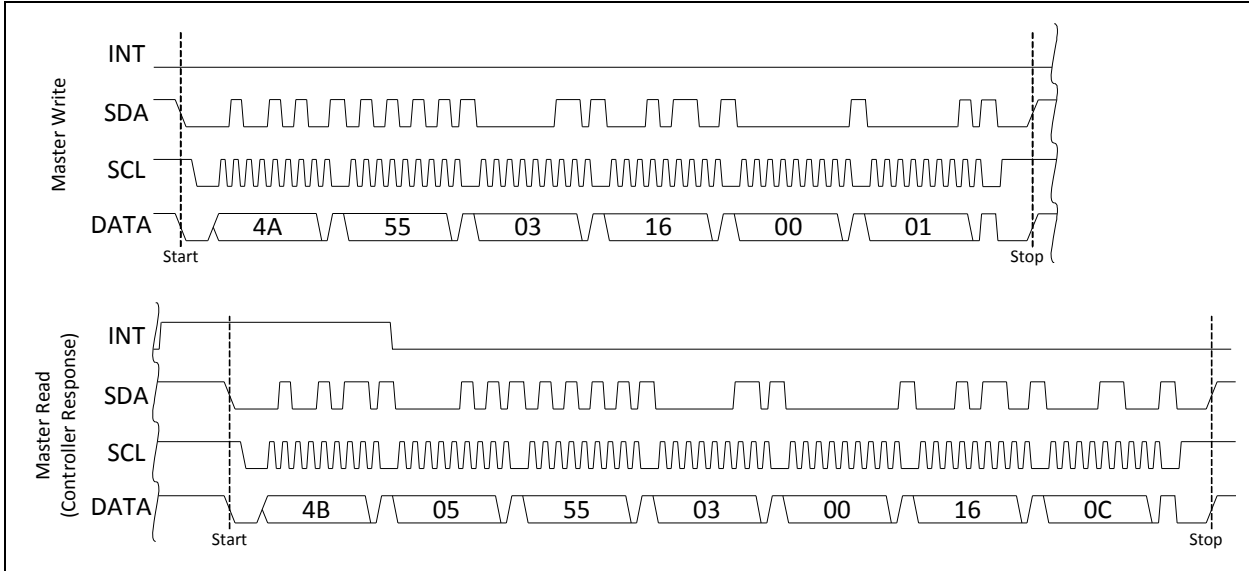 Master Write
INT
SDA
SCL
DATA 4A 55 03 16 00 01
Start Stop
Master Read
(Controller Response)
INT
SDA
SCL
DATA 4B 05 55 03 00 16 0C
Start Stop